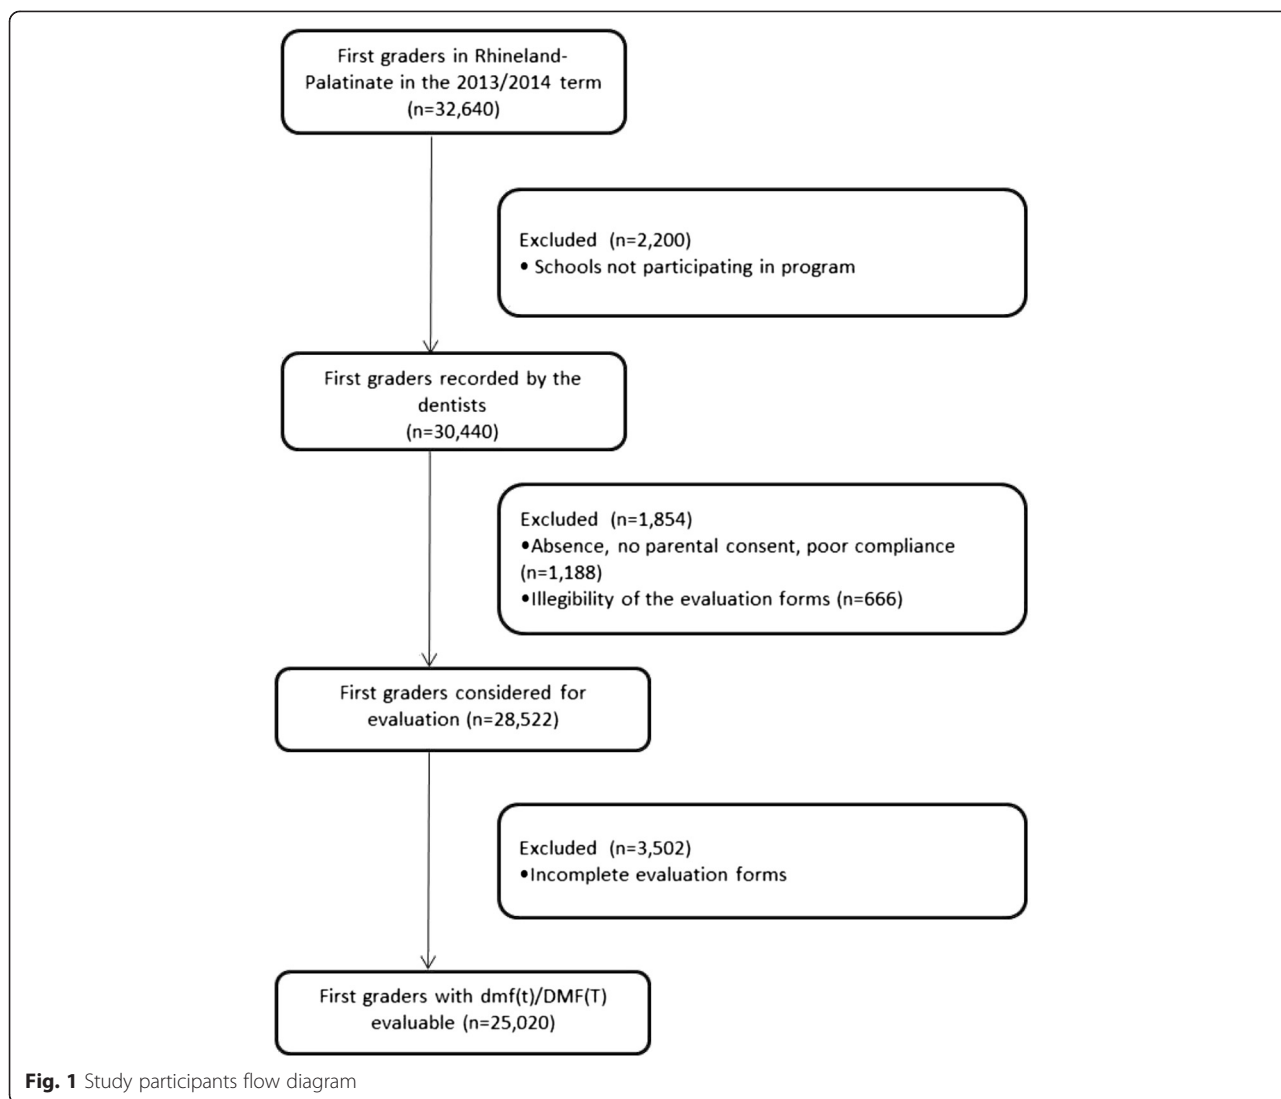 First graders in Rhineland-
Palatinate in the 2013/2014 term
(n=32,640)
Excluded (n=2,200)
• Schools not participating in program
First graders recorded by the
dentists
(n=30,440)
Excluded (n=1,854)
•Absence, no parental consent, poor compliance
(n=1,188)
•Illegibility of the evaluation forms (n=666)
First graders considered for
evaluation (n=28,522)
Excluded (n=3,502)
•Incomplete evaluation forms
First graders with dmf(t)/DMF(T)
evaluable (n=25,020)
Fig. 1 Study participants flow diagram